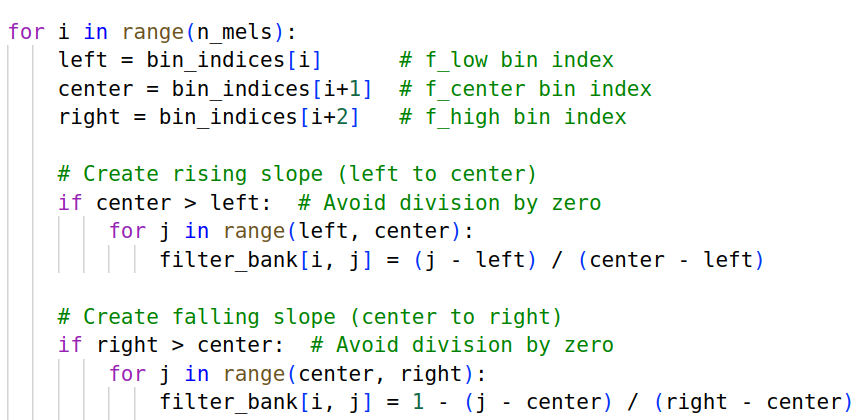 for i in range(n_mels):
    left = bin_indices[i]      # f_low bin index
    center = bin_indices[i+1]  # f_center bin index
    right = bin_indices[i+2]   # f_high bin index

    # Create rising slope (left to center)
    if center > left:  # Avoid division by zero
        for j in range(left, center):
            filter_bank[i, j] = (j - left) / (center - left)

    # Create falling slope (center to right)
    if right > center:  # Avoid division by zero
        for j in range(center, right):
            filter_bank[i, j] = 1 - (j - center) / (right - center)